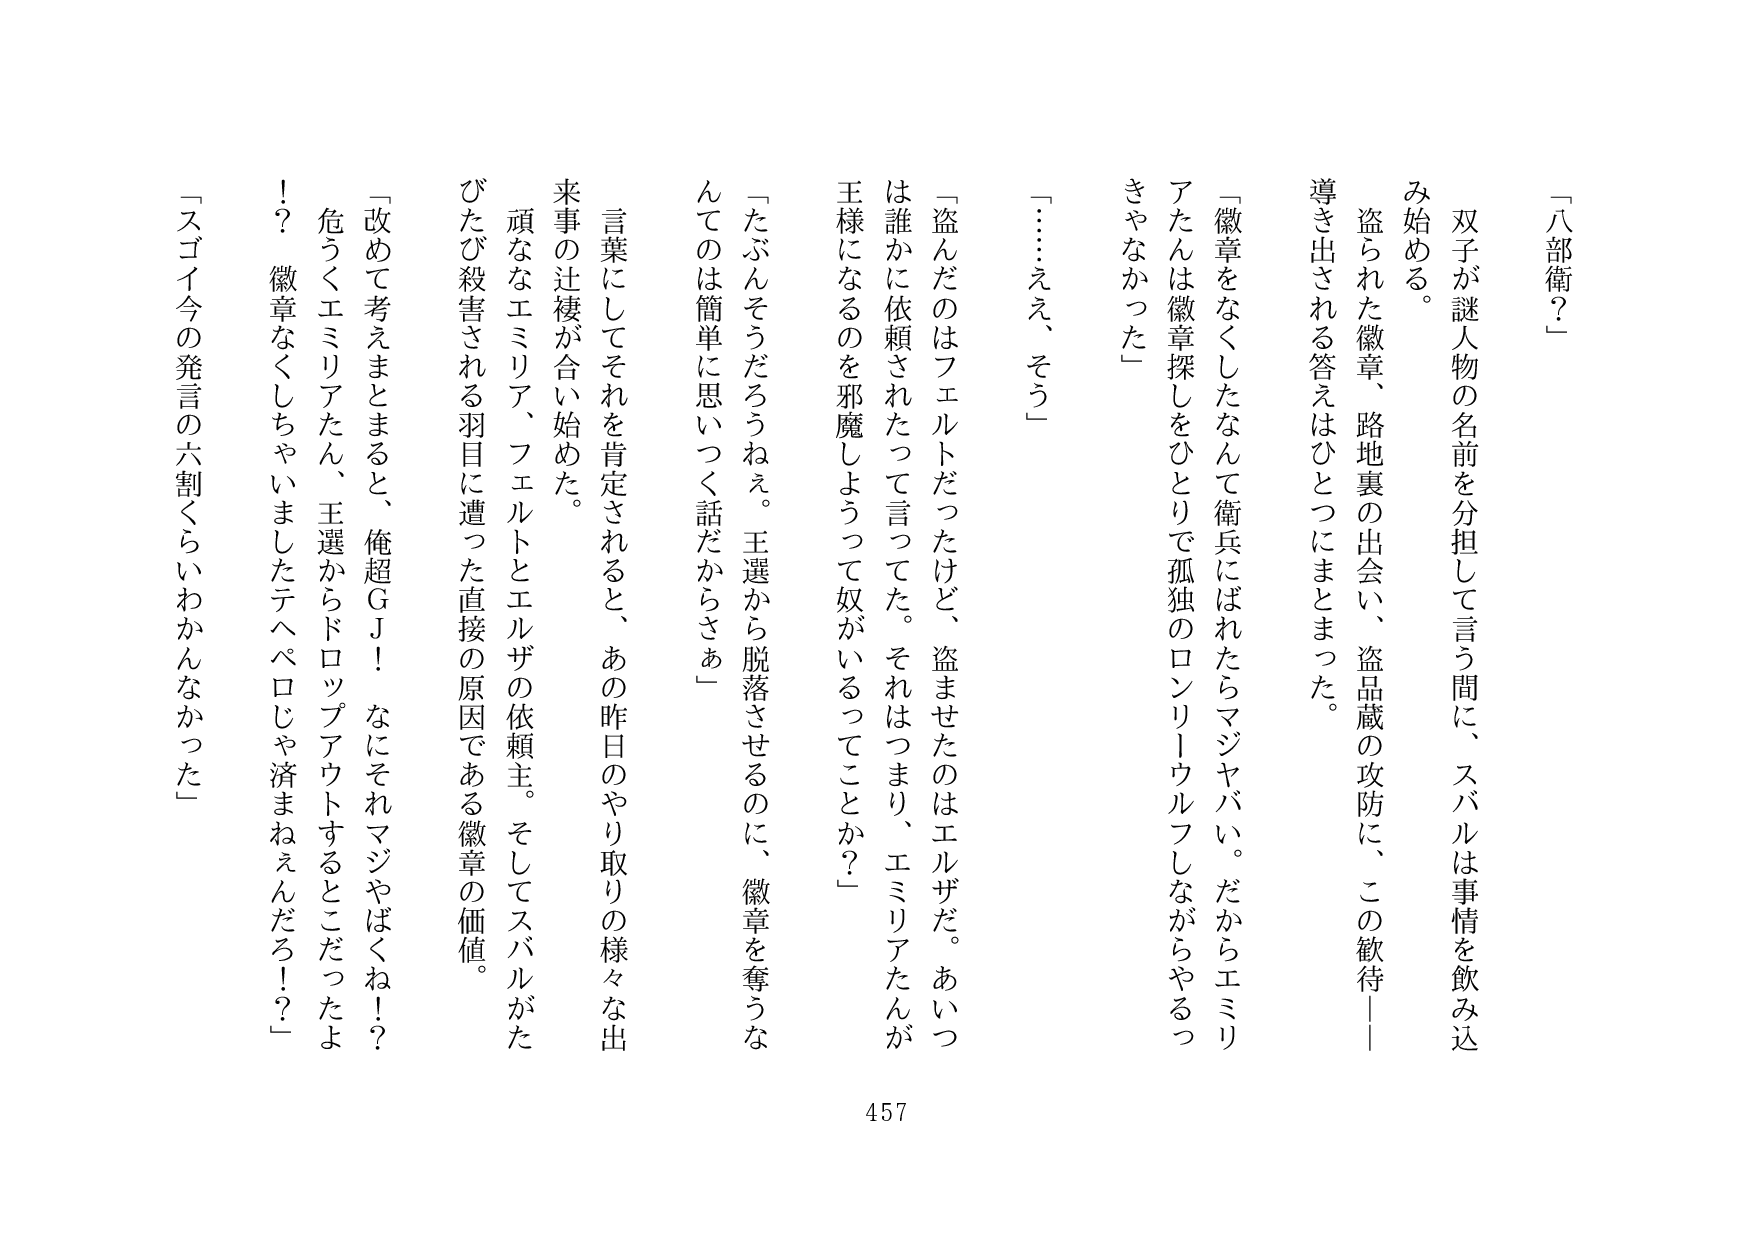 「八部衛？」
　双子が謎人物の名前を分担して言う間に、スバルは事情を飲み込
み始める。
　盗られた徽章、路地裏の出会い、盗品蔵の攻防に、この歓待――
導き出される答えはひとつにまとまった。
「徽章をなくしたなんて衛兵にばれたらマジヤバい。だからエミリ
アたんは徽章探しをひとりで孤独のロンリーウルフしながらやるっ
きゃなかった」
「……ええ、そう」
「盗んだのはフェルトだったけど、盗ませたのはエルザだ。あいつ
は誰かに依頼されたって言ってた。それはつまり、エミリアたんが
王様になるのを邪魔しようって奴がいるってことか？」
「たぶんそうだろうねぇ。王選から脱落させるのに、徽章を奪うな
んてのは簡単に思いつく話だからさぁ」
　言葉にしてそれを肯定されると、あの昨日のやり取りの様々な出
来事の辻褄が合い始めた。
　頑ななエミリア、フェルトとエルザの依頼主。そしてスバルがた
びたび殺害される羽目に遭った直接の原因である徽章の価値。
「改めて考えまとまると、俺超ＧＪ！　なにそれマジやばくね！？
　危うくエミリアたん、王選からドロップアウトするとこだったよ
！？　徽章なくしちゃいましたテヘペロじゃ済まねぇんだろ！？」
「スゴイ今の発言の六割くらいわかんなかった」
457